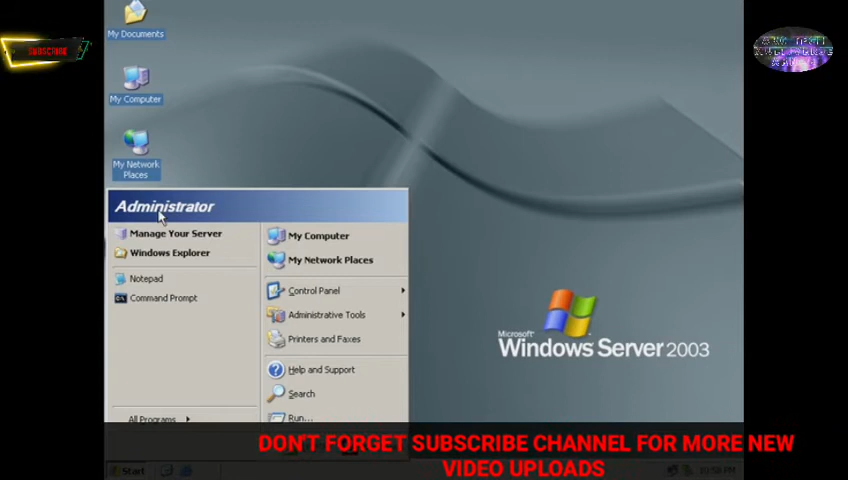 My Documents
SUBSCRIBE
My Computer
My Network
Places
Administrator
Manage Your Server
Windows Explorer
Notepad
Command Prompt
All Programs
My Computer
My Network Places
Control Panel
Administrative Tools
Printers and Faxes
Help and Support
Search
Run...
Microsoft
Windows Server 2003
DON'T FORGET SUBSCRIBE CHANNEL FOR MORE NEW
VIDEO UPLOADS
Start